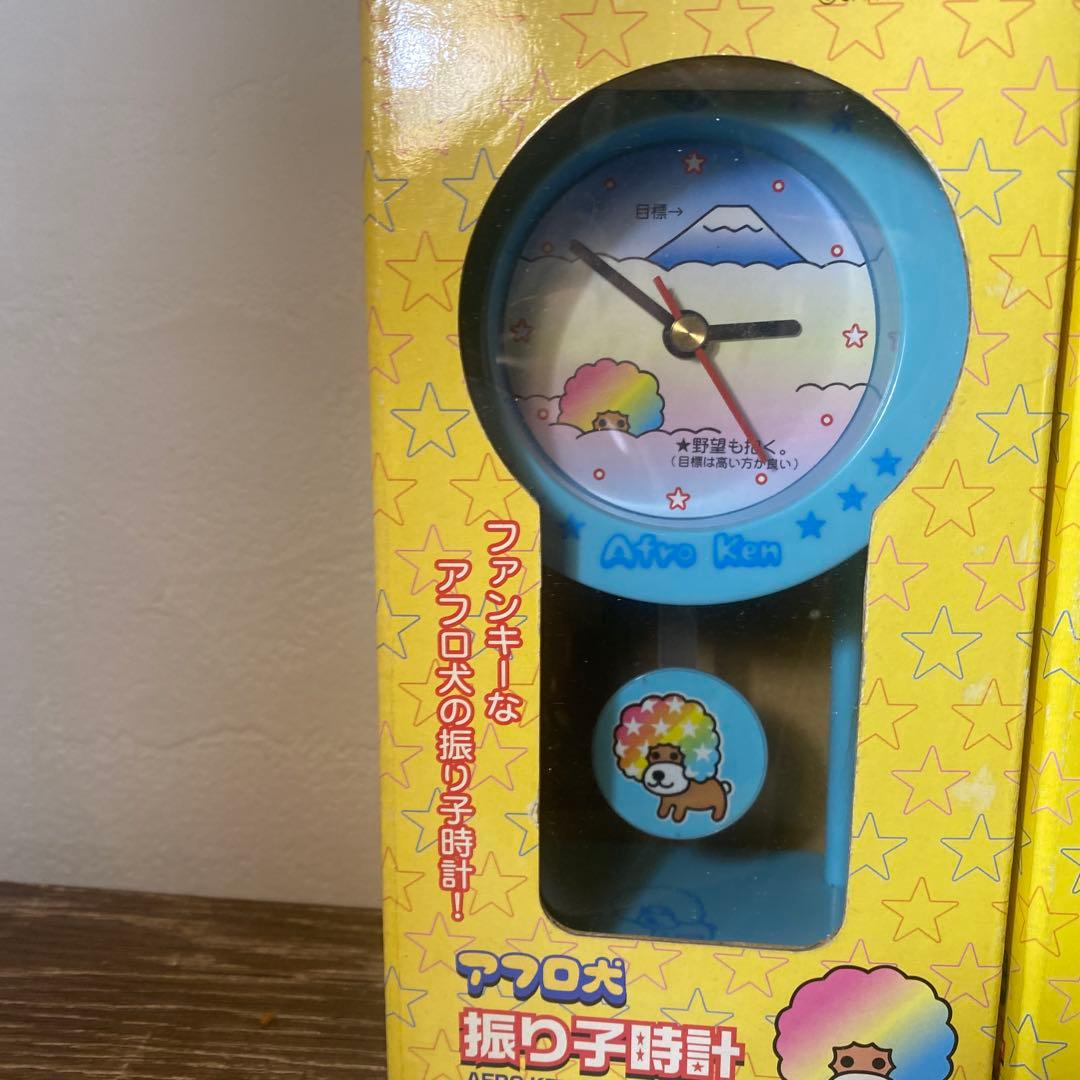 目標→
★野望も抱く。
(目標は高い方が良い)
Afro Ken
ファンキーな
アフロ犬の振り子時計!
アフロ犬
振り子時計